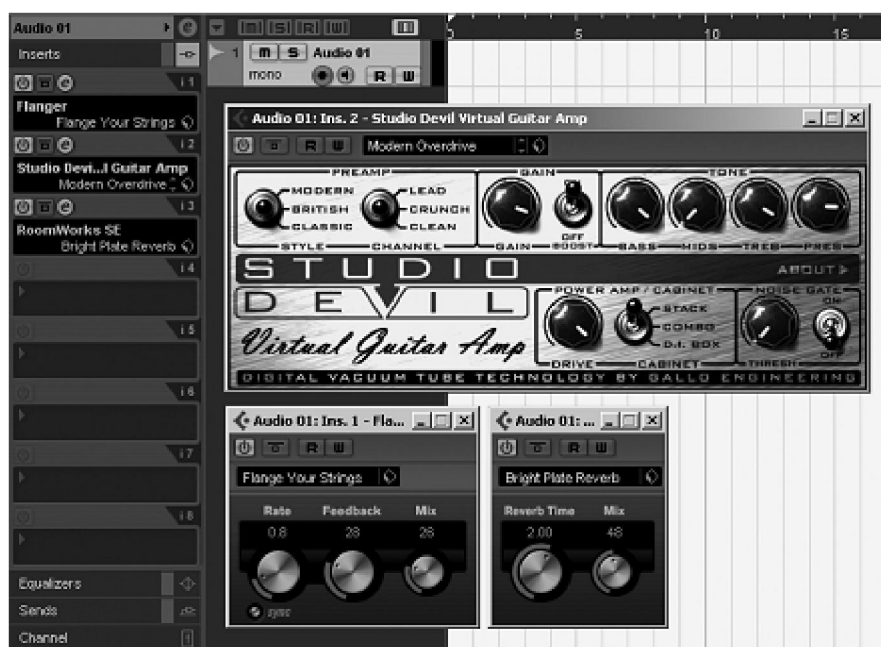 Audio 01
e
Inserts
i 1
Flanger
Flange Your Strings
i 2
Studio Devi...l Guitar Amp
Modern Overdrive
i 3
RoomWorks SE
Bright Plate Reverb
i 4
i 5
i 6
i 7
i 8
Equalizers
Sends
Channel
M S R W
5 10 15
1 M S Audio 01
mono R W
Audio 01: Ins. 2 - Studio Devil Virtual Guitar Amp
R W Modern Overdrive
PREAMP GAIN TONE
MODERN LEAD
BRITISH CRUNCH
CLASSIC CLEAN
OFF
STYLE CHANNEL GAIN BOOST BASS MIDS TREB PRES
STUDIO ABOUT
DEVIL
POWER AMP / CABINET NOISE GATE
ON
STACK
COMBO
D.I. BOX
OFF
Virtual Guitar Amp
DRIVE CABINET THRESH
DIGITAL VACUUM TUBE TECHNOLOGY BY GALLO ENGINEERING
Audio 01: Ins. 1 - Fla...
R W
Flange Your Strings
Rate Feedback Mix
0.8 28 28
sync
Audio 01: ...
R W
Bright Plate Reverb
Reverb Time Mix
2.00 48